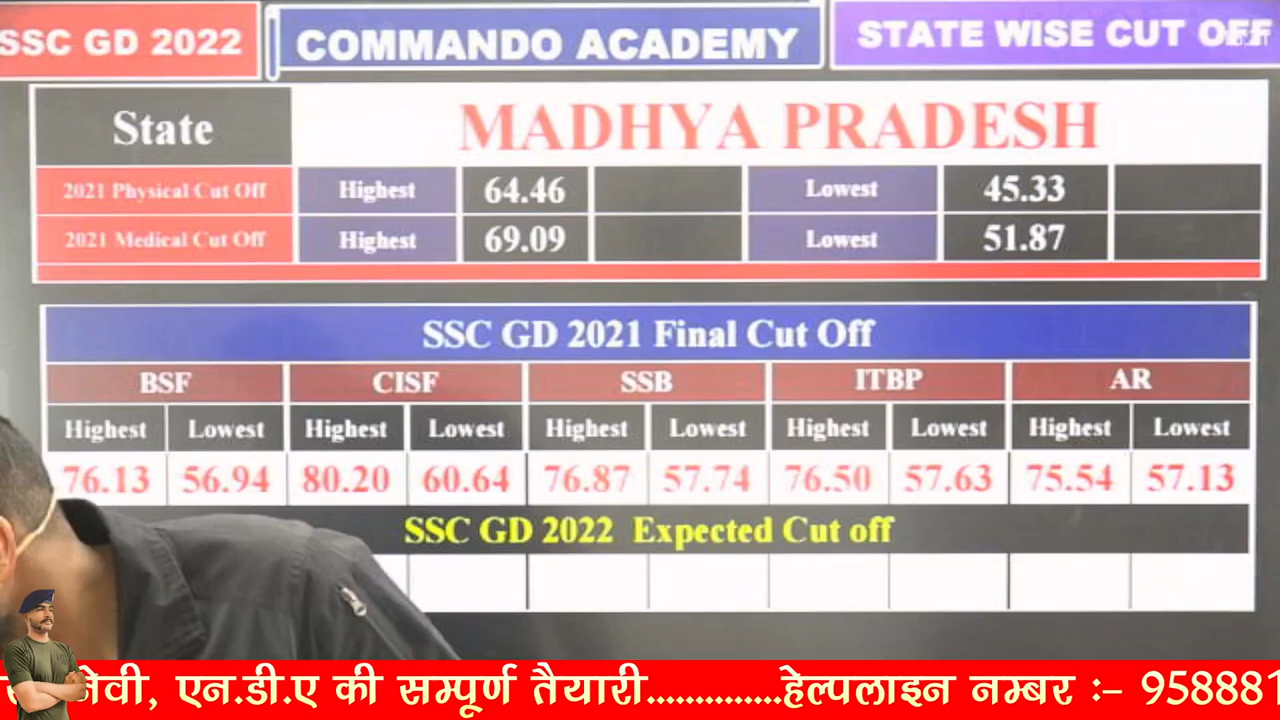 SSC GD 2022 COMMANDO ACADEMY STATE WISE CUT OFF
State MADHYA PRADESH
2021 Physical Cut Off Highest 64.46 Lowest 45.33
2021 Medical Cut Off Highest 69.09 Lowest 51.87
SSC GD 2021 Final Cut Off
BSF CISF SSB ITBP AR
Highest Lowest Highest Lowest Highest Lowest Highest Lowest Highest Lowest
76.13 56.94 80.20 60.64 76.87 57.74 76.50 57.63 75.54 57.13
SSC GD 2022 Expected Cut off
नेवी, एन.डी.ए की सम्पूर्ण तैयारी..............हेल्पलाइन नम्बर :– 958881